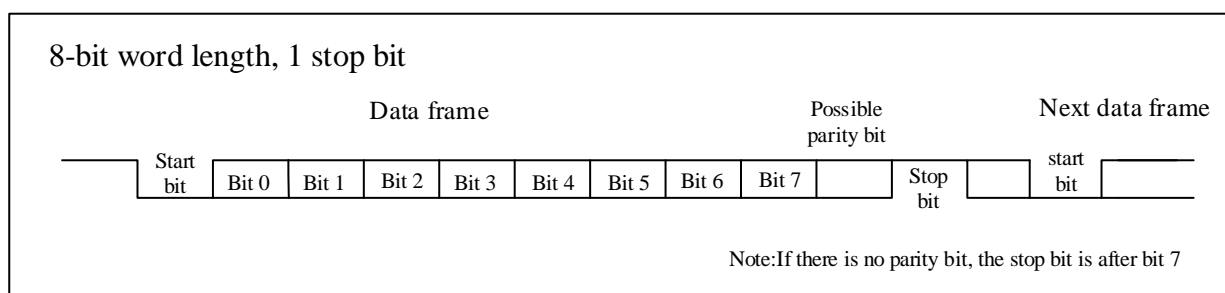 8-bit word length, 1 stop bit
Data frame
Possible
parity bit
Next data frame
Start
bit
Bit 0
Bit 1
Bit 2
Bit 3
Bit 4
Bit 5
Bit 6
Bit 7
Stop
bit
start
bit
Note:If there is no parity bit, the stop bit is after bit 7